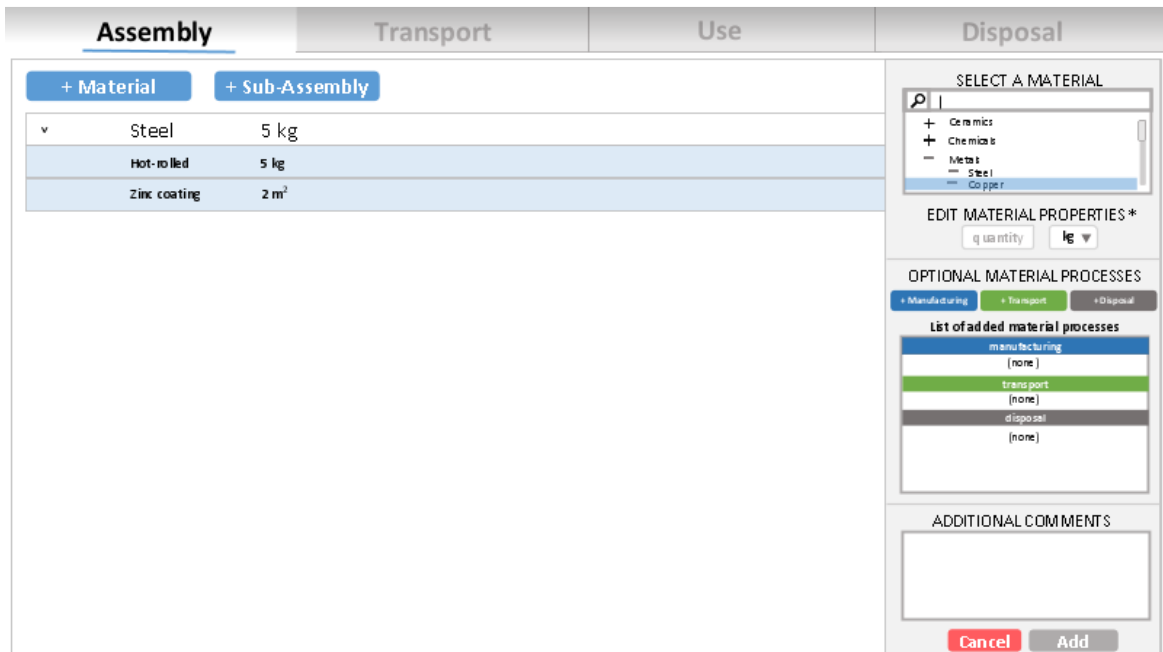 Assembly Transport Use Disposal
+ Material + Sub-Assembly
Steel 5 kg
Hot-rolled 5 kg
Zinc coating 2 m²
SELECT A MATERIAL
+ Ceramics
+ Chemicals
− Metals
− Steel
− Copper
EDIT MATERIAL PROPERTIES *
quantity kg ▼
OPTIONAL MATERIAL PROCESSES
+ Manufacturing + Transport + Disposal
List of added material processes
manufacturing
(none)
transport
(none)
disposal
(none)
ADDITIONAL COMMENTS
Cancel Add